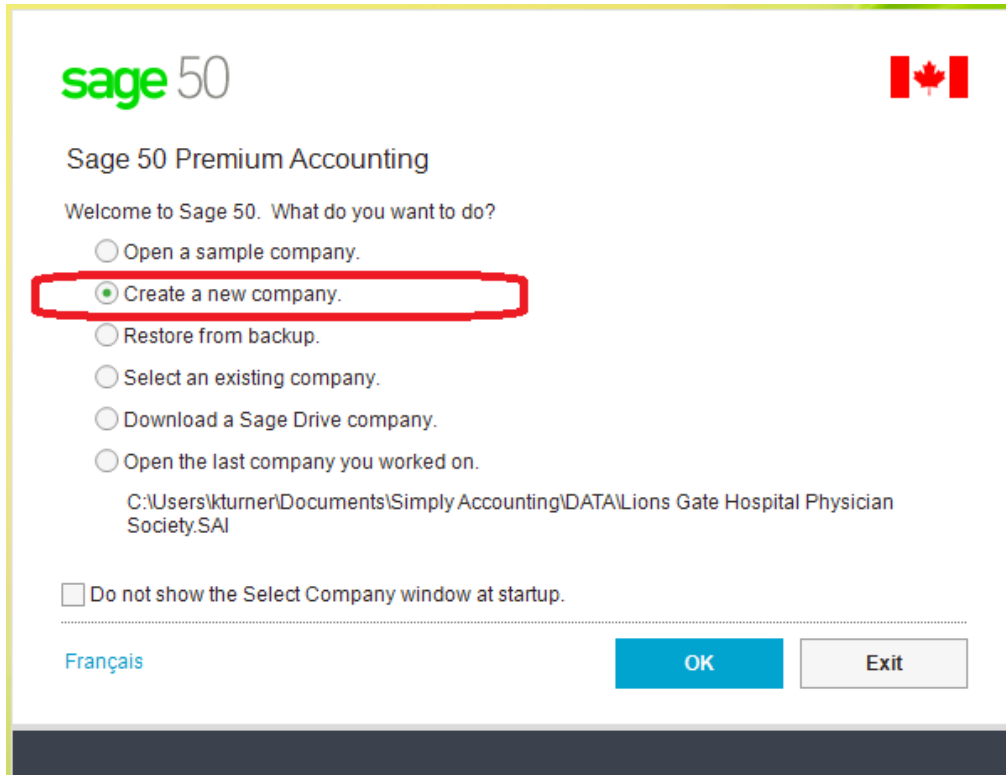 sage 50
Sage 50 Premium Accounting
Welcome to Sage 50. What do you want to do?
Open a sample company.
Create a new company.
Restore from backup.
Select an existing company.
Download a Sage Drive company.
Open the last company you worked on.
C:\Users\kturner\Documents\Simply Accounting\DATA\Lions Gate Hospital Physician
Society.SAI
Do not show the Select Company window at startup.
Français
OK
Exit